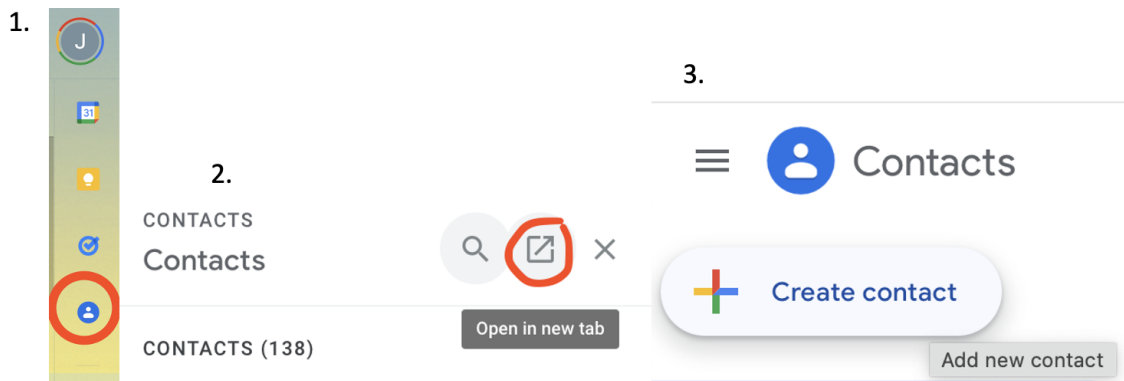 1.
J
31
2.
CONTACTS
Contacts
Open in new tab
CONTACTS (138)
3.
Contacts
Create contact
Add new contact